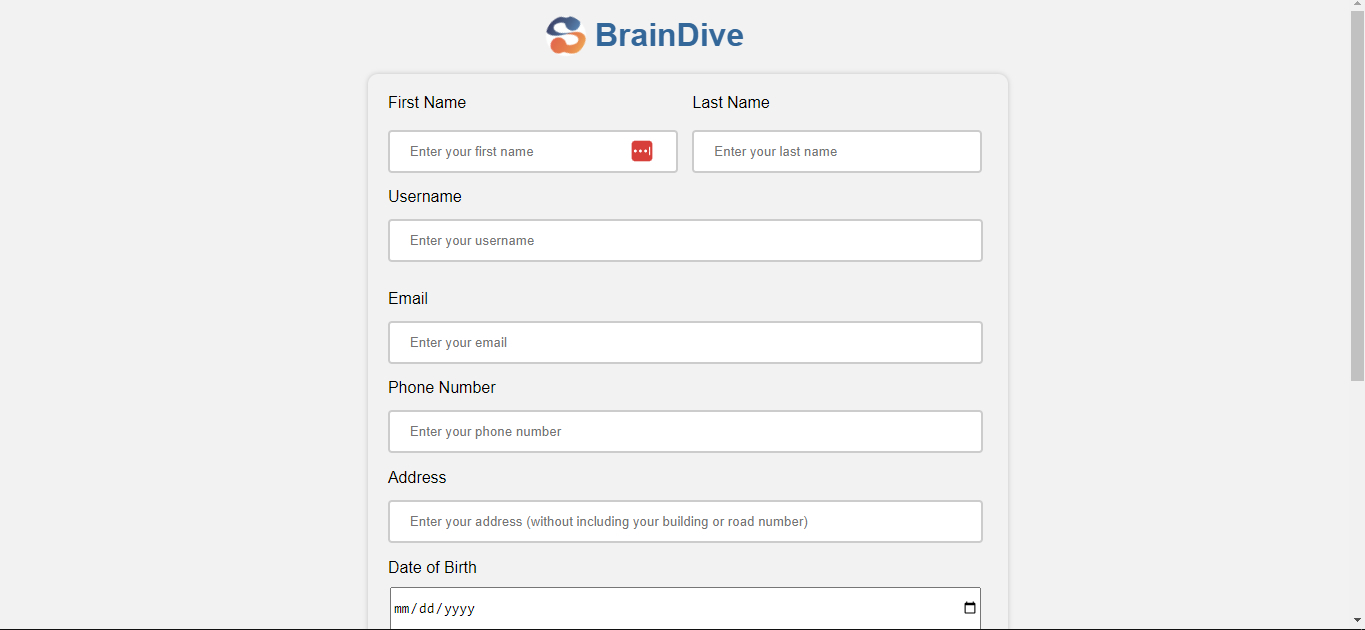 BrainDive
First Name Last Name
Enter your first name Enter your last name
Username
Enter your username
Email
Enter your email
Phone Number
Enter your phone number
Address
Enter your address (without including your building or road number)
Date of Birth
mm/dd/yyyy